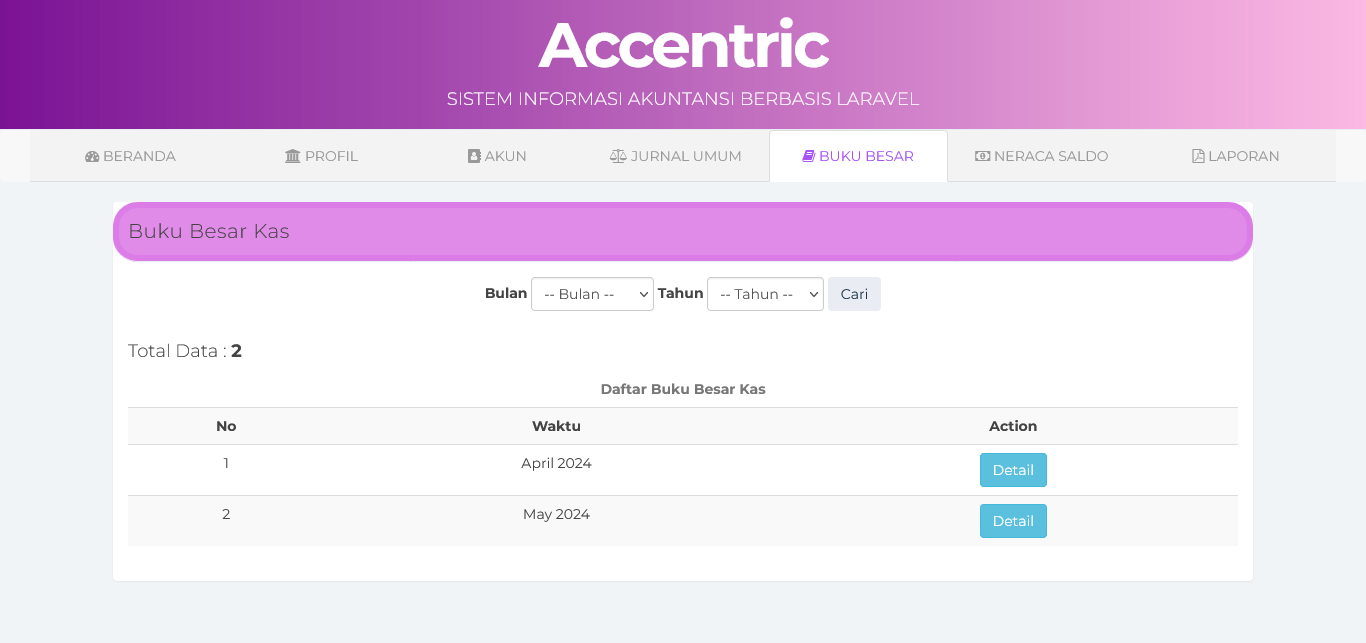 Accentric
SISTEM INFORMASI AKUNTANSI BERBASIS LARAVEL
BERANDA PROFIL AKUN JURNAL UMUM BUKU BESAR NERACA SALDO LAPORAN
Buku Besar Kas
Bulan -- Bulan -- Tahun -- Tahun -- Cari
Total Data : 2
Daftar Buku Besar Kas
No Waktu Action
1 April 2024 Detail
2 May 2024 Detail